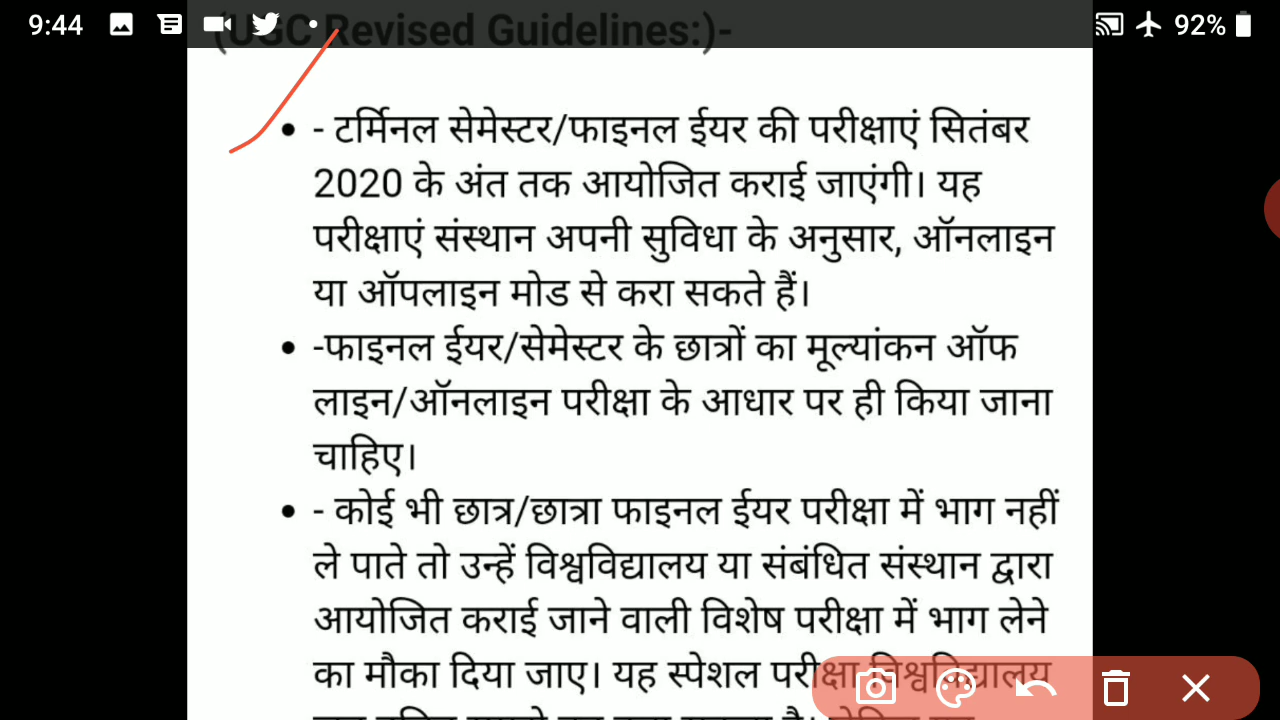 9:44
92%
(UGC Revised Guidelines:)-
• - टर्मिनल सेमेस्टर/फाइनल ईयर की परीक्षाएं सितंबर
2020 के अंत तक आयोजित कराई जाएंगी। यह
परीक्षाएं संस्थान अपनी सुविधा के अनुसार, ऑनलाइन
या ऑपलाइन मोड से करा सकते हैं।
• -फाइनल ईयर/सेमेस्टर के छात्रों का मूल्यांकन ऑफ
लाइन/ऑनलाइन परीक्षा के आधार पर ही किया जाना
चाहिए।
• - कोई भी छात्र/छात्रा फाइनल ईयर परीक्षा में भाग नहीं
ले पाते तो उन्हें विश्वविद्यालय या संबंधित संस्थान द्वारा
आयोजित कराई जाने वाली विशेष परीक्षा में भाग लेने
का मौका दिया जाए। यह स्पेशल परीक्षा विश्वविद्यालय